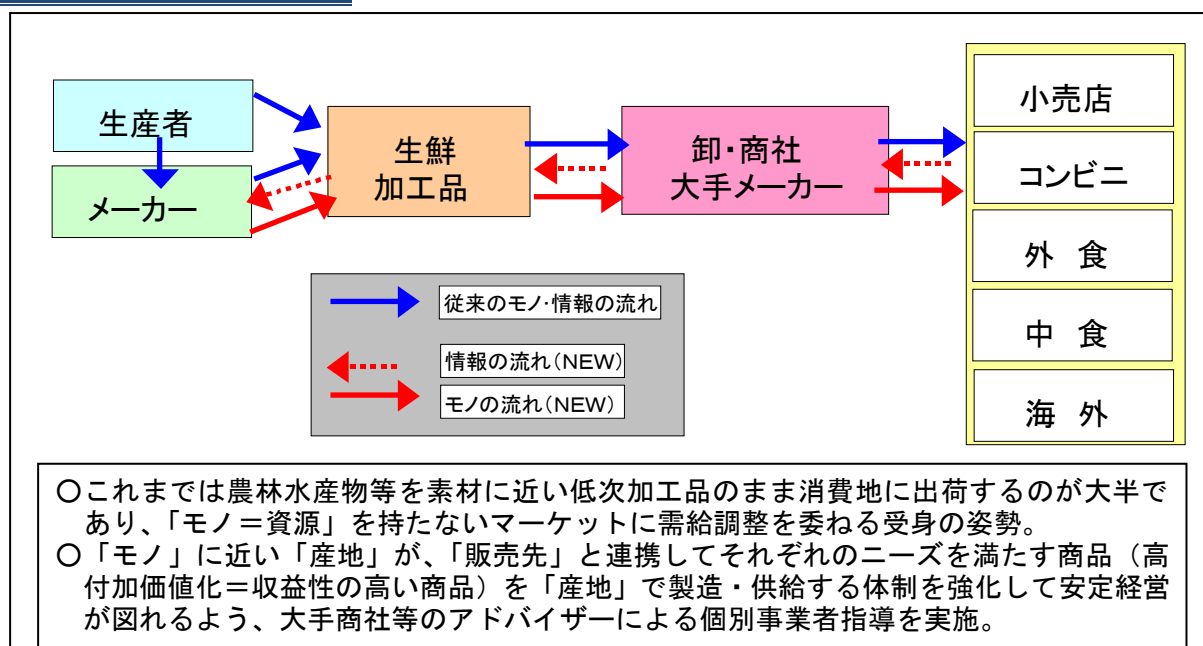 生産者
メーカー
生鮮
加工品
卸・商社
大手メーカー
小売店
コンビニ
外 食
中 食
海 外
従来のモノ・情報の流れ
情報の流れ(NEW)
モノの流れ(NEW)
○これまでは農林水産物等を素材に近い低次加工品のまま消費地に出荷するのが大半で
あり、「モノ＝資源」を持たないマーケットに需給調整を委ねる受身の姿勢。
○「モノ」に近い「産地」が、「販売先」と連携してそれぞれのニーズを満たす商品（高
付加価値化＝収益性の高い商品）を「産地」で製造・供給する体制を強化して安定経営
が図れるよう、大手商社等のアドバイザーによる個別事業者指導を実施。